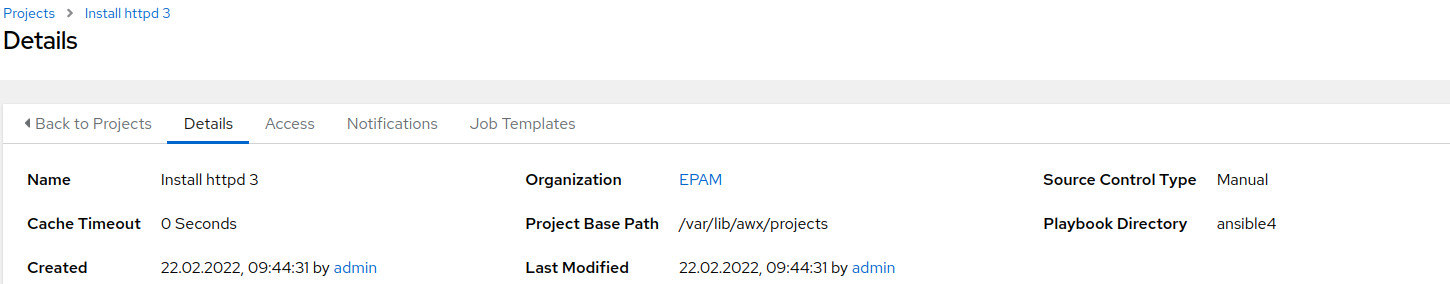 Projects > Install httpd 3
Details
Back to Projects Details Access Notifications Job Templates
Name Install httpd 3 Organization EPAM Source Control Type Manual
Cache Timeout 0 Seconds Project Base Path /var/lib/awx/projects Playbook Directory ansible4
Created 22.02.2022, 09:44:31 by admin Last Modified 22.02.2022, 09:44:31 by admin